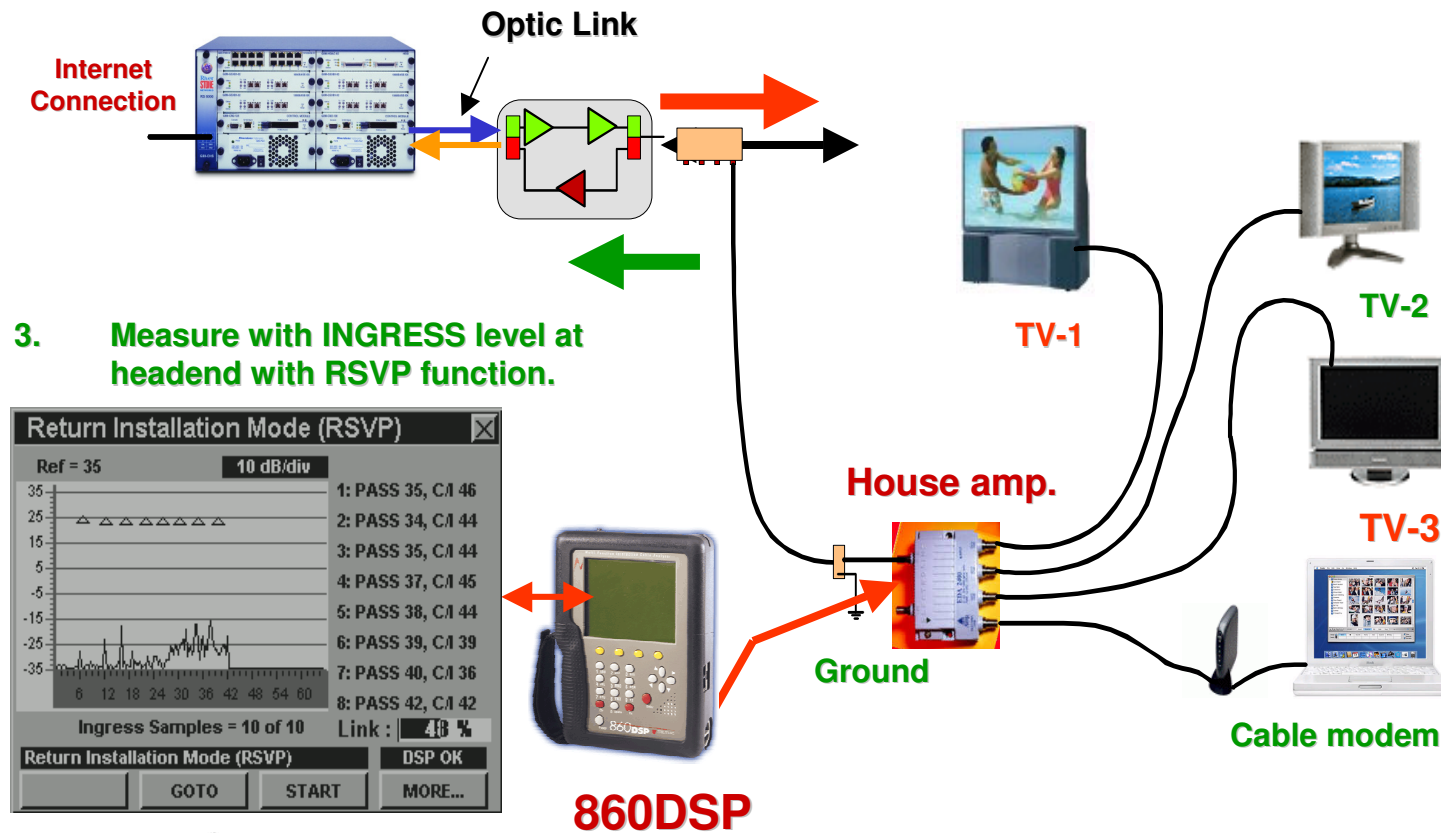 Optic Link
Internet
Connection
TV-1
TV-2
3. Measure with INGRESS level at
headend with RSVP function.
Return Installation Mode (RSVP)
Ref = 35
10 dB/div
35
25
15
5
-5
-15
-25
-35
6 12 18 24 30 36 42 48 54 60
1: PASS 35, C/I 46
2: PASS 34, C/I 44
3: PASS 35, C/I 44
4: PASS 37, C/I 45
5: PASS 38, C/I 44
6: PASS 39, C/I 39
7: PASS 40, C/I 36
8: PASS 42, C/I 42
Ingress Samples = 10 of 10
Link : 48 %
Return Installation Mode (RSVP)
DSP OK
GOTO
START
MORE...
House amp.
TV-3
Ground
860DSP
Cable modem
860DSP